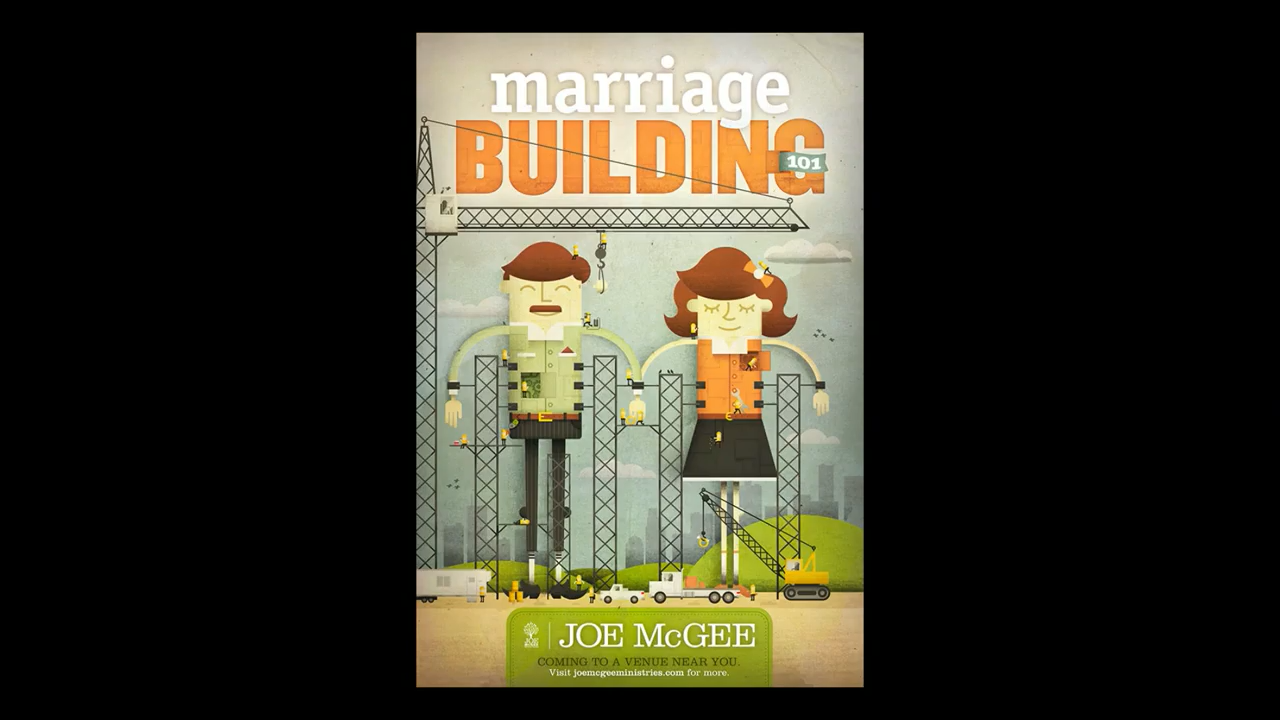 marriage
BUILDING
101
JOE McGEE
COMING TO A VENUE NEAR YOU.
Visit joemcgeeministries.com for more.